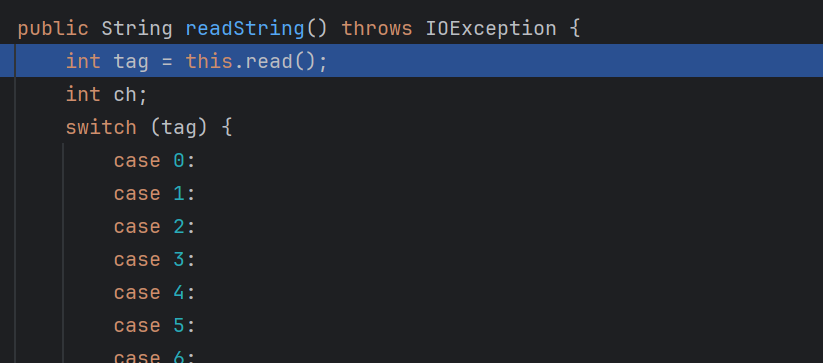 public String readString() throws IOException {
int tag = this.read();
int ch;
switch (tag) {
case 0:
case 1:
case 2:
case 3:
case 4:
case 5:
case 6: